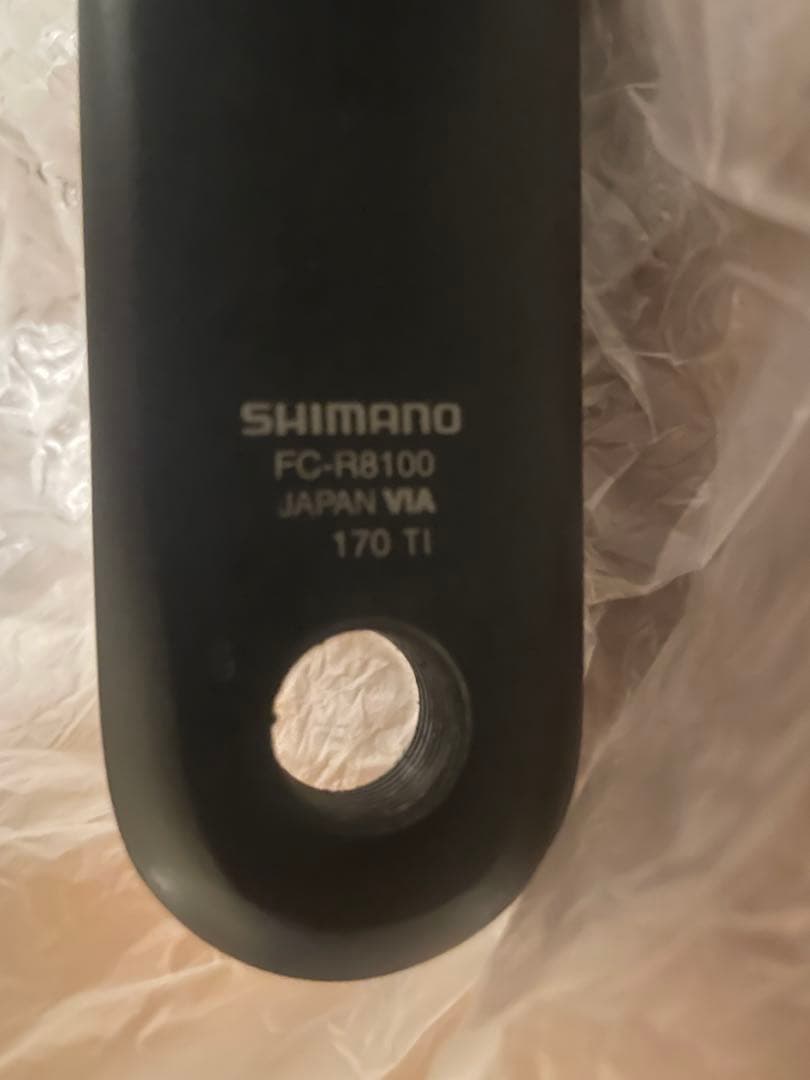 SHIMANO
FC-R8100
JAPAN VIA
170 TI